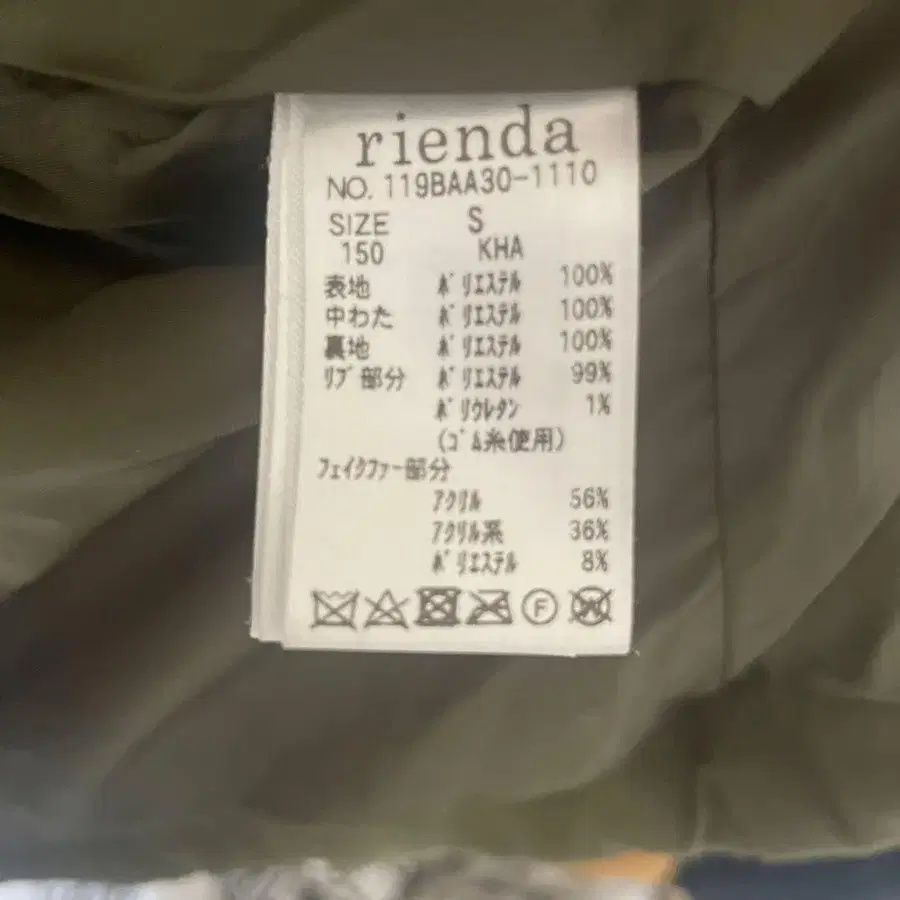 rienda
NO. 119BAA30-1110
SIZE S
150 KHA
表地 ﾎﾟﾘｴｽﾃﾙ 100%
中わた ﾎﾟﾘｴｽﾃﾙ 100%
裏地 ﾎﾟﾘｴｽﾃﾙ 100%
ﾘﾌﾞ部分 ﾎﾟﾘｴｽﾃﾙ 99%
ﾎﾟﾘｳﾚﾀﾝ 1%
(ｺﾞﾑ糸使用)
ﾌｪｲｸﾌｧｰ部分
ｱｸﾘﾙ 56%
ｱｸﾘﾙ系 36%
ﾎﾟﾘｴｽﾃﾙ 8%
F W